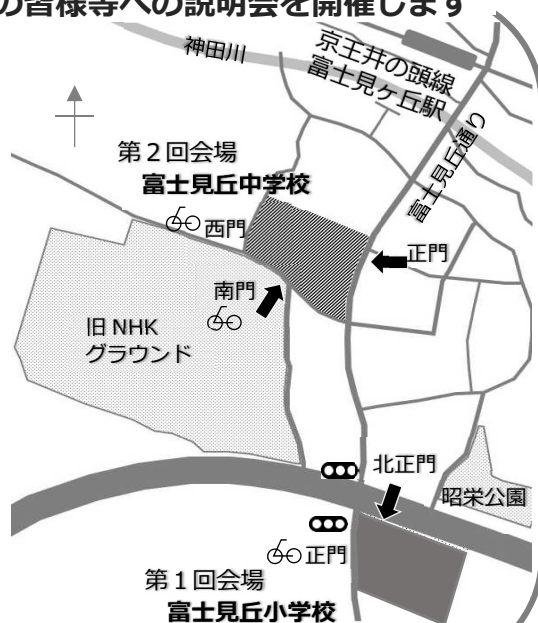 の皆様等への説明会を開催します
神田川
京王井の頭線
富士見ヶ丘駅
富士見丘通り
第２回会場
富士見丘中学校
西門
正門
南門
旧 NHK
グラウンド
北正門
昭栄公園
正門
第１回会場
富士見丘小学校